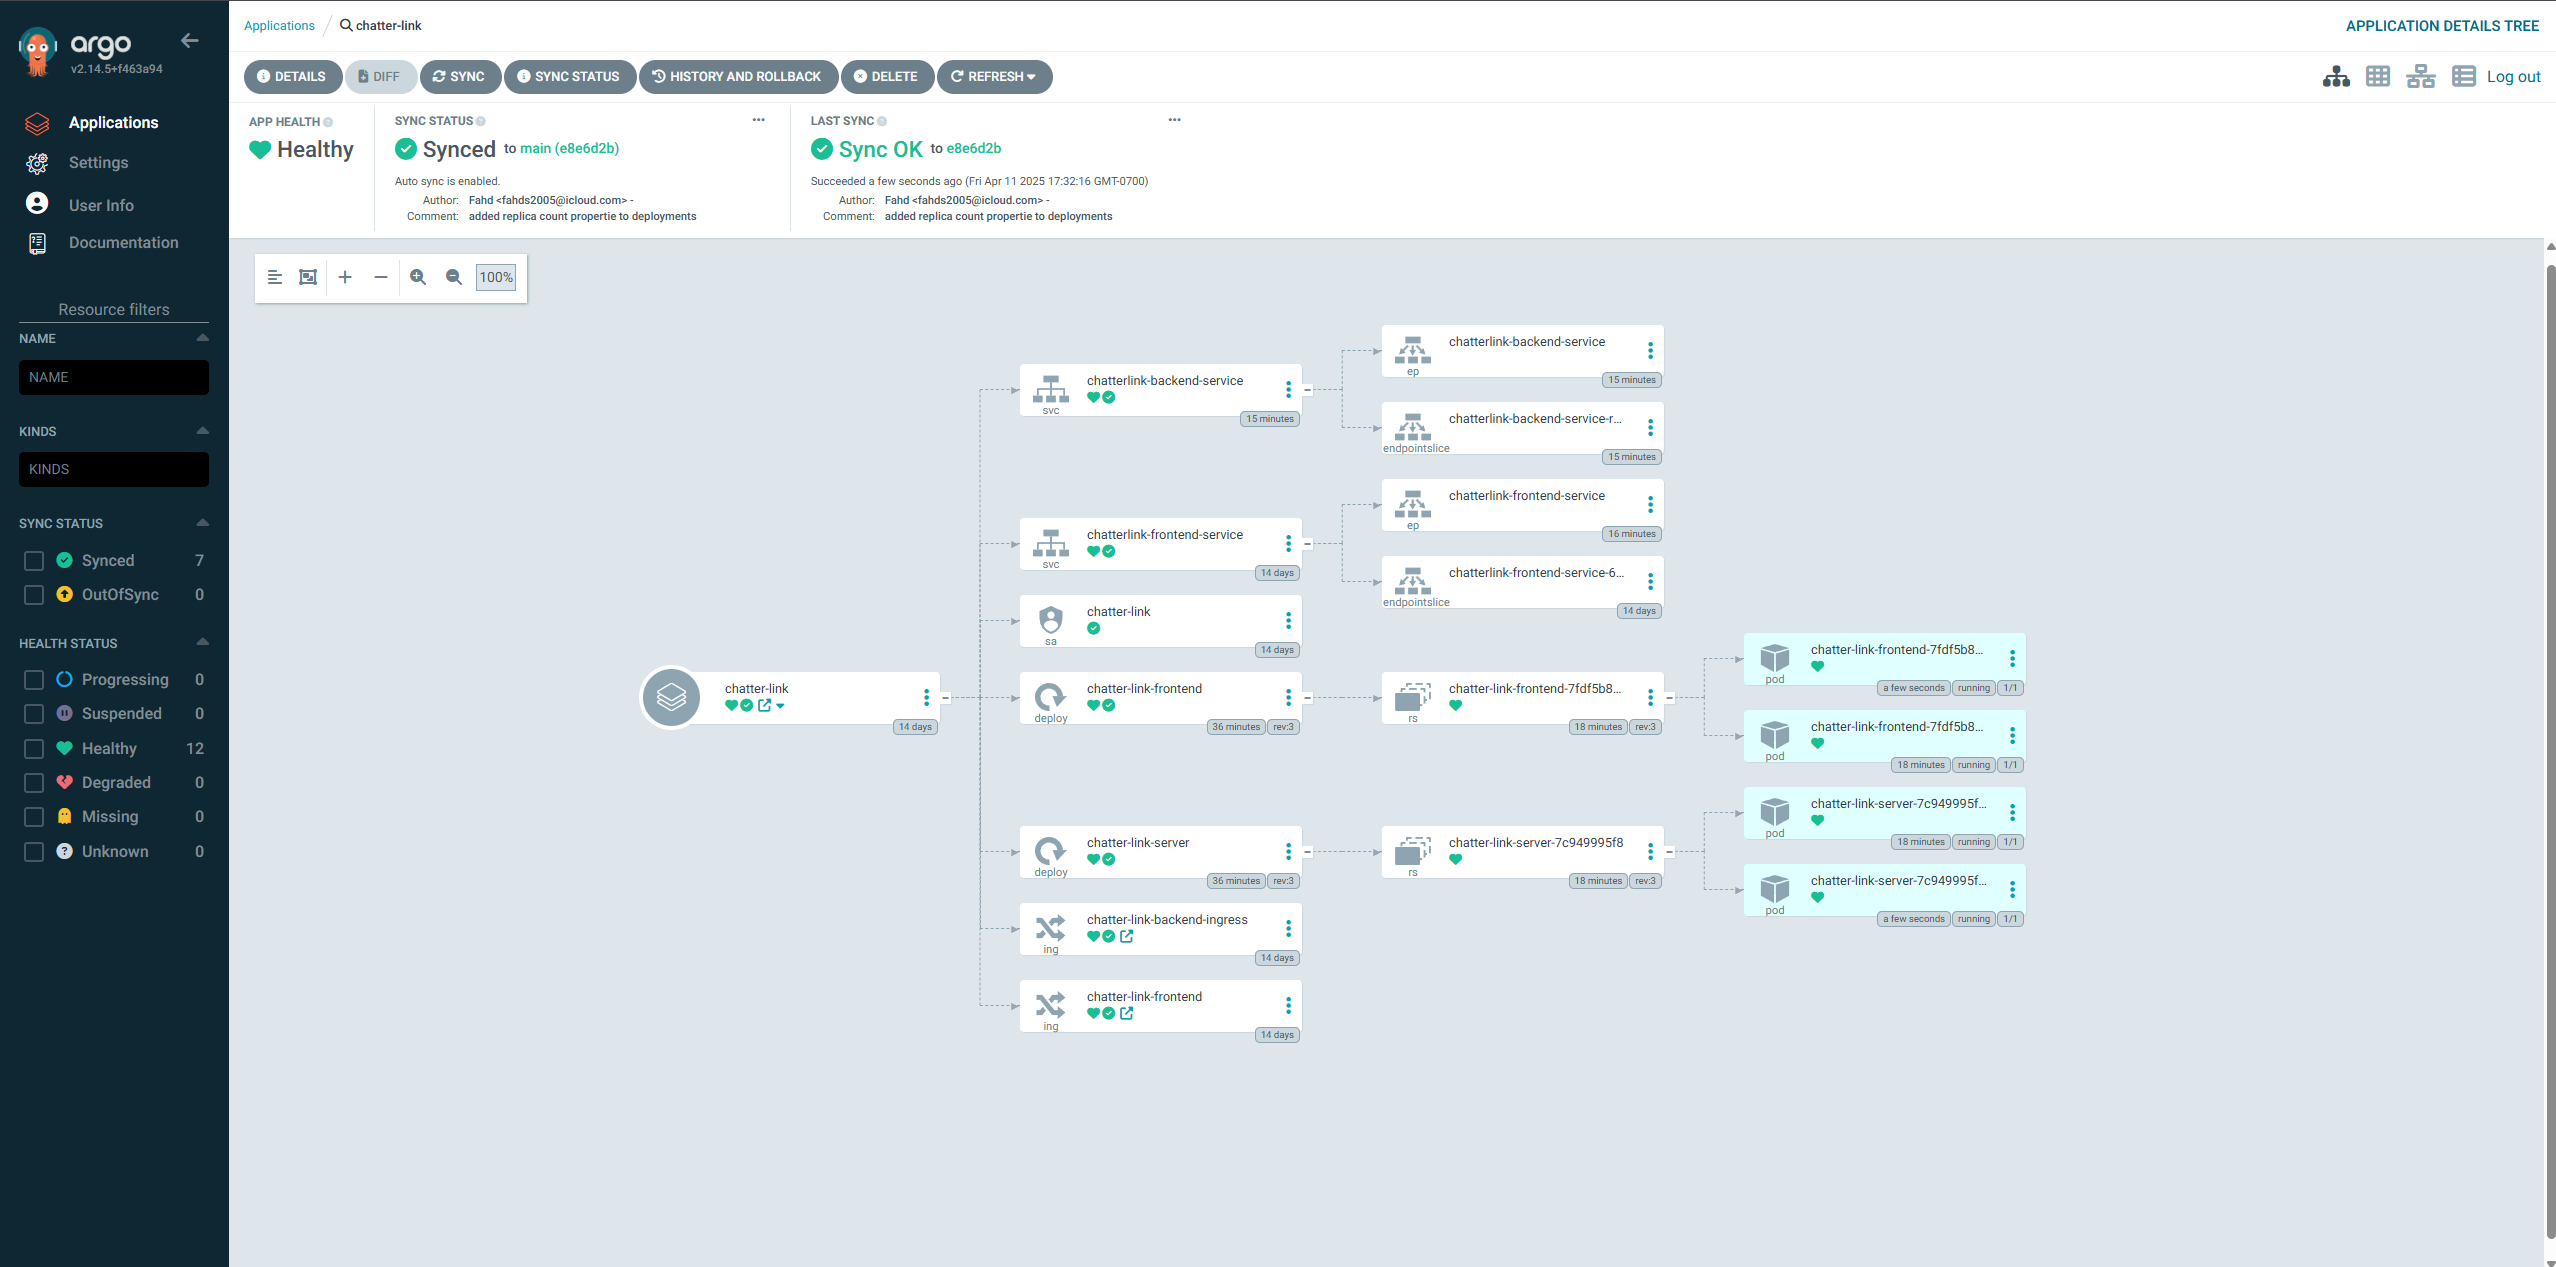 argo
v2.14.5+f463a94
Applications
Settings
User Info
Documentation
Resource filters
NAME
NAME
KINDS
KINDS
SYNC STATUS
Synced 7
OutOfSync 0
HEALTH STATUS
Progressing 0
Suspended 0
Healthy 12
Degraded 0
Missing 0
Unknown 0
Applications / chatter-link
APPLICATION DETAILS TREE
DETAILS DIFF SYNC SYNC STATUS HISTORY AND ROLLBACK DELETE REFRESH
Log out
APP HEALTH
Healthy
SYNC STATUS
Synced to main (e8e6d2b)
Auto sync is enabled.
Author: Fahd <fahds2005@icloud.com> -
Comment: added replica count propertie to deployments
LAST SYNC
Sync OK to e8e6d2b
Succeeded a few seconds ago (Fri Apr 11 2025 17:32:16 GMT-0700)
Author: Fahd <fahds2005@icloud.com> -
Comment: added replica count propertie to deployments
100%
chatter-link
14 days
chatterlink-backend-service
svc
15 minutes
chatterlink-frontend-service
svc
14 days
chatter-link
sa
14 days
chatter-link-frontend
deploy
36 minutes rev:3
chatter-link-server
deploy
36 minutes rev:3
chatter-link-backend-ingress
ing
14 days
chatter-link-frontend
ing
14 days
chatterlink-backend-service
ep
15 minutes
chatterlink-backend-service-r...
endpointslice
15 minutes
chatterlink-frontend-service
ep
16 minutes
chatterlink-frontend-service-6...
endpointslice
14 days
chatter-link-frontend-7fdf5b8...
rs
18 minutes rev:3
chatter-link-server-7c949995f8
rs
18 minutes rev:3
chatter-link-frontend-7fdf5b8...
pod
a few seconds running 1/1
chatter-link-frontend-7fdf5b8...
pod
18 minutes running 1/1
chatter-link-server-7c949995f...
pod
18 minutes running 1/1
chatter-link-server-7c949995f...
pod
a few seconds running 1/1